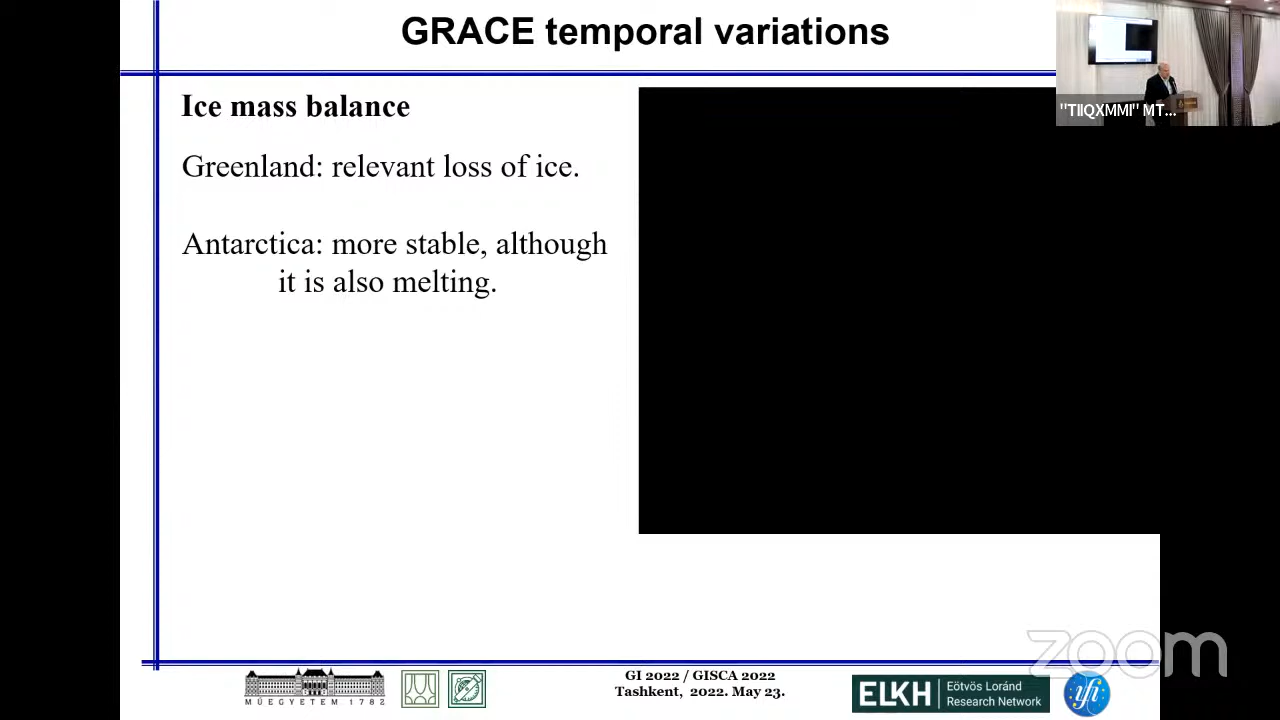 GRACE temporal variations
"TIIQXMMI" MT...
Ice mass balance
Greenland: relevant loss of ice.
Antarctica: more stable, although
it is also melting.
zoom
MŰEGYETEM 1782
GI 2022 / GISCA 2022
Tashkent, 2022. May 23.
ELKH
Eötvös Loránd
Research Network